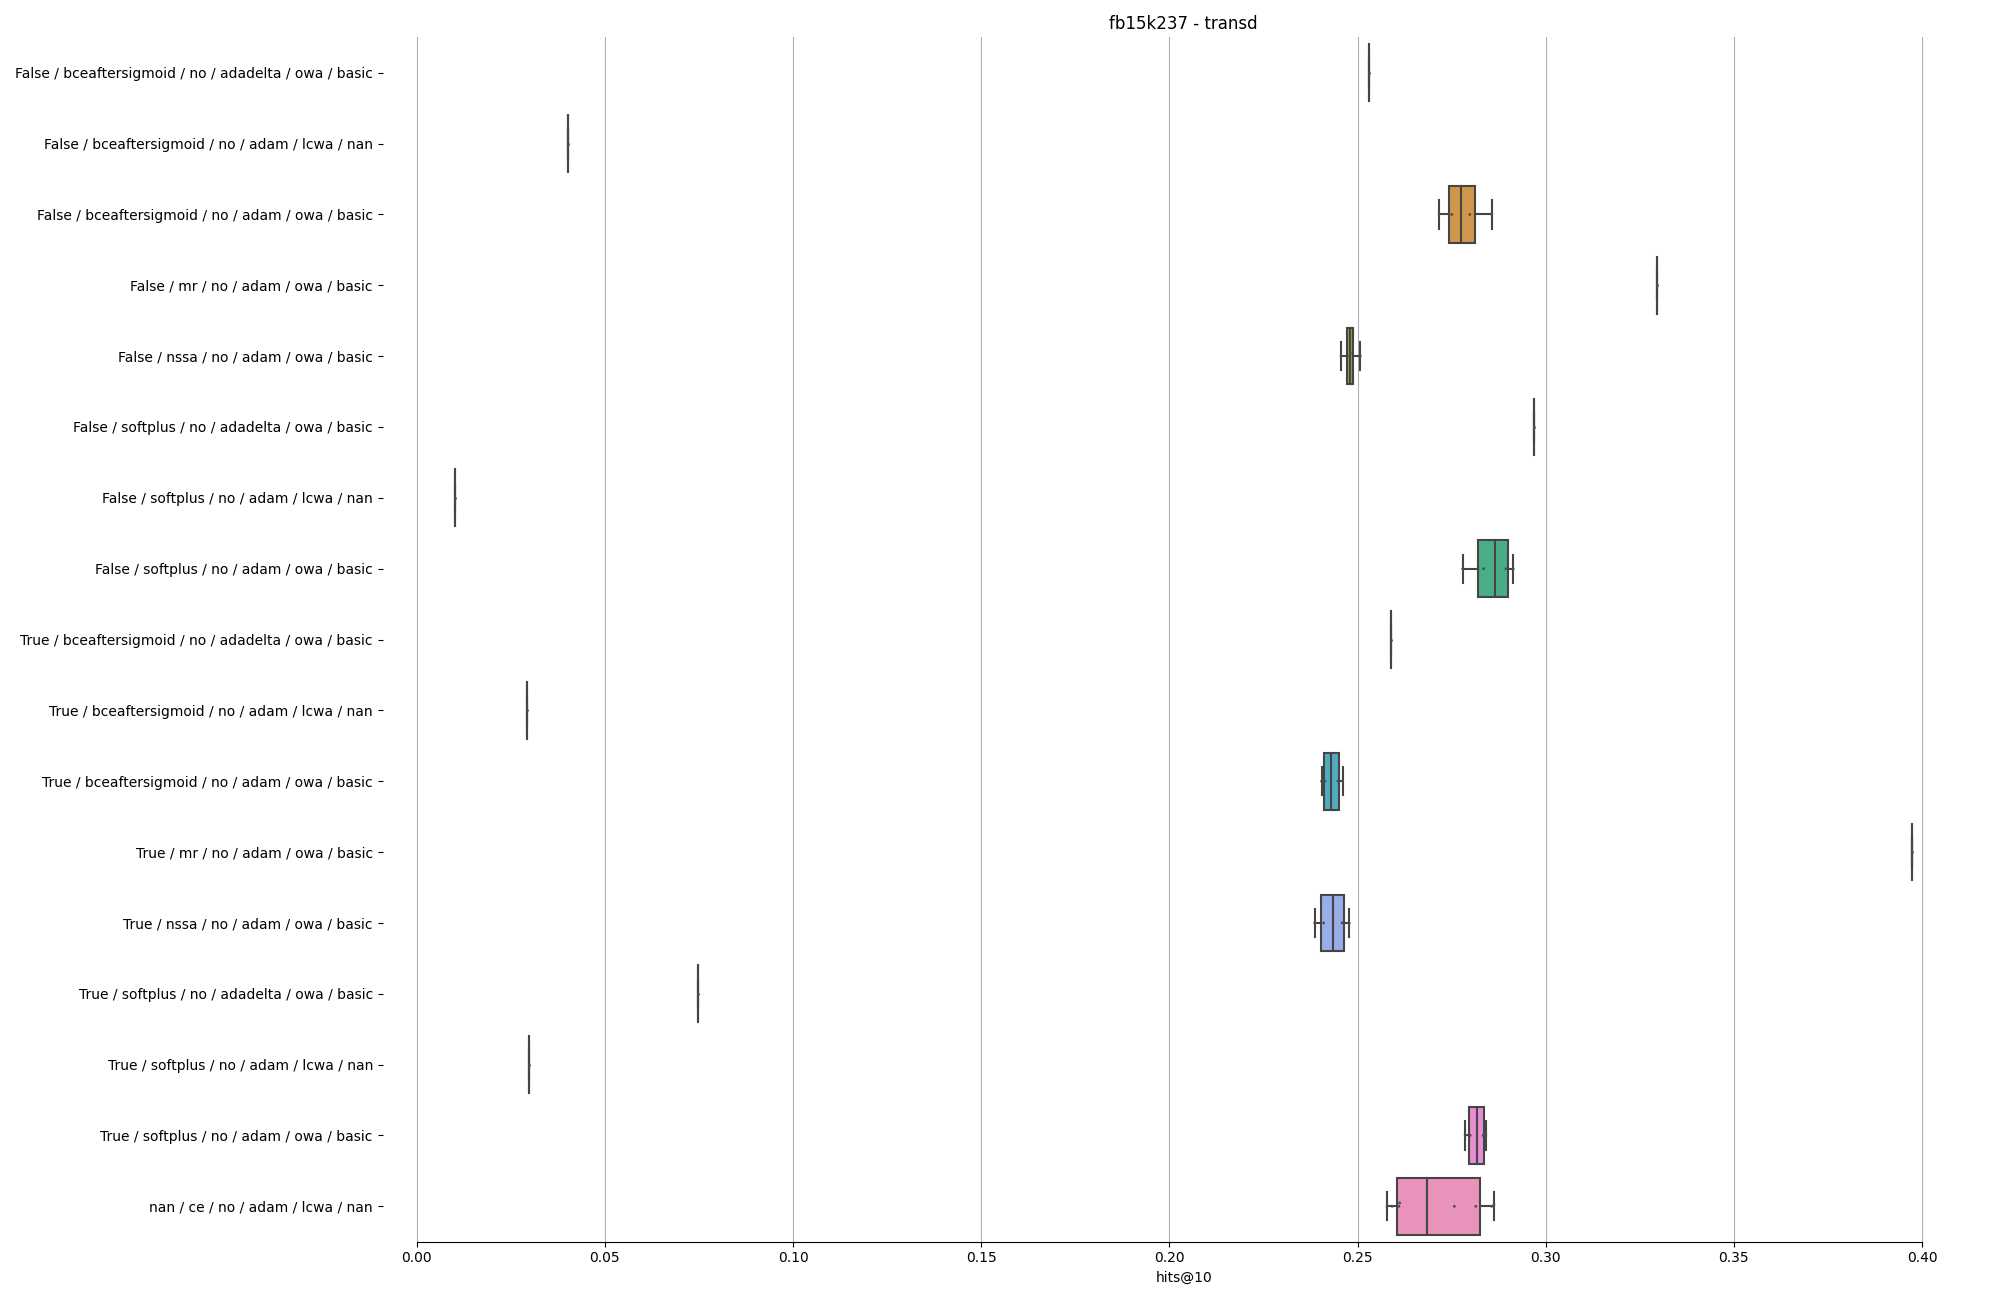 fb15k237 - transd
False / bceaftersigmoid / no / adadelta / owa / basic
False / bceaftersigmoid / no / adam / lcwa / nan
False / bceaftersigmoid / no / adam / owa / basic
False / mr / no / adam / owa / basic
False / nssa / no / adam / owa / basic
False / softplus / no / adadelta / owa / basic
False / softplus / no / adam / lcwa / nan
False / softplus / no / adam / owa / basic
True / bceaftersigmoid / no / adadelta / owa / basic
True / bceaftersigmoid / no / adam / lcwa / nan
True / bceaftersigmoid / no / adam / owa / basic
True / mr / no / adam / owa / basic
True / nssa / no / adam / owa / basic
True / softplus / no / adadelta / owa / basic
True / softplus / no / adam / lcwa / nan
True / softplus / no / adam / owa / basic
nan / ce / no / adam / lcwa / nan
0.00 0.05 0.10 0.15 0.20 0.25 0.30 0.35 0.40
hits@10